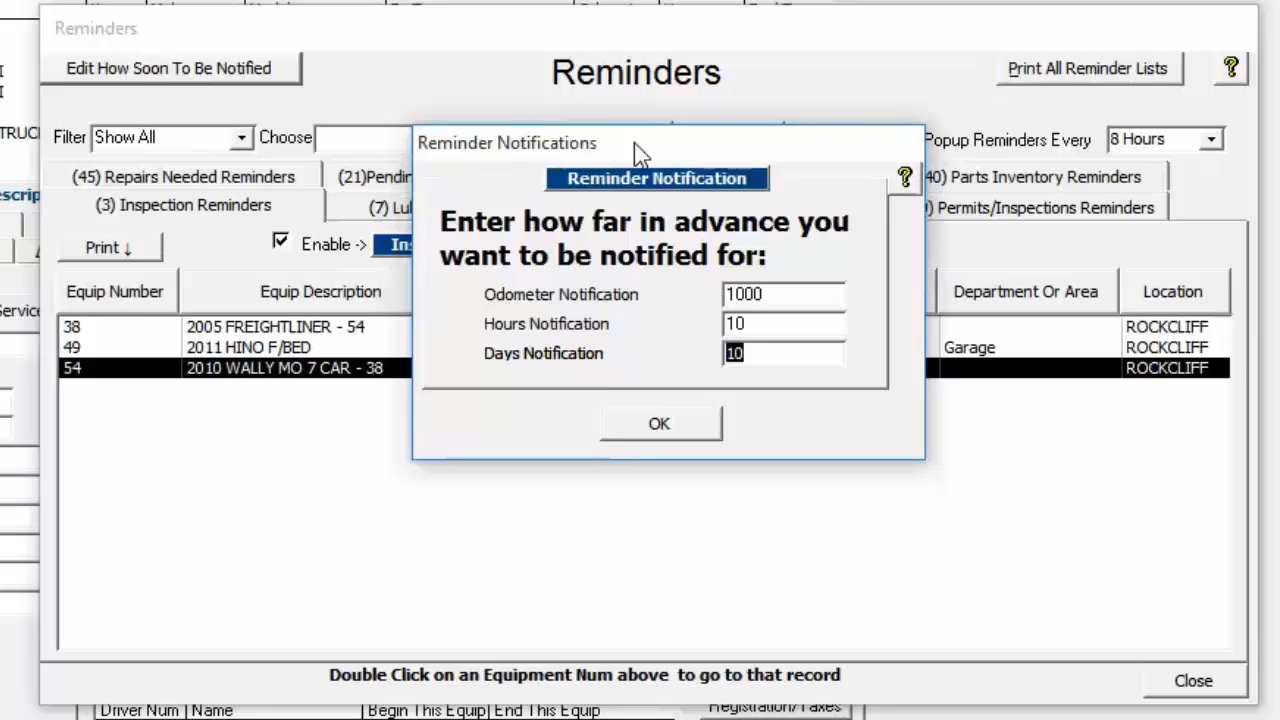 Reminders
Edit How Soon To Be Notified
Reminders
Print All Reminder Lists
?
I
I
TRUCK
Filter Show All Choose
Popup Reminders Every 8 Hours
Reminder Notifications
(45) Repairs Needed Reminders
(21)Pendin
40) Parts Inventory Reminders
Reminder Notification
?
escrip
(3) Inspection Reminders
(7) Lul
) Permits/Inspections Reminders
Print ↓
Enable -> Ins
Enter how far in advance you
want to be notified for:
Equip Number Equip Description Department Or Area Location
Odometer Notification 1000
Hours Notification 10
Days Notification 10
Service
38 2005 FREIGHTLINER - 54 ROCKCLIFF
49 2011 HINO F/BED Garage ROCKCLIFF
54 2010 WALLY MO 7 CAR - 38 ROCKCLIFF
OK
Double Click on an Equipment Num above to go to that record
Close
Driver Num Name Begin This Equip End This Equip
Registration/Taxes